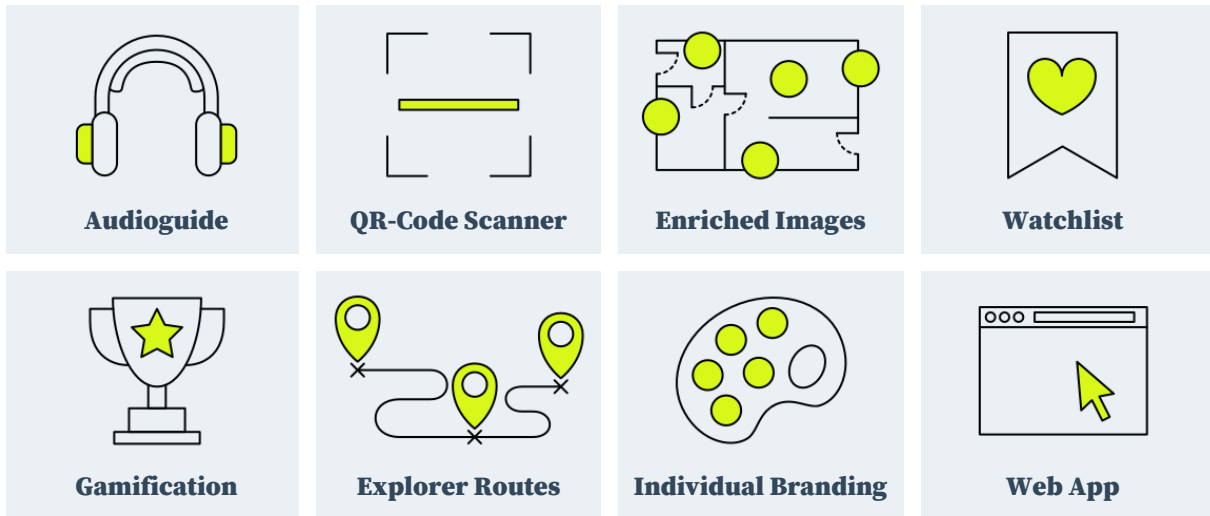 Audioguide
QR-Code Scanner
Enriched Images
Watchlist
Gamification
Explorer Routes
Individual Branding
Web App